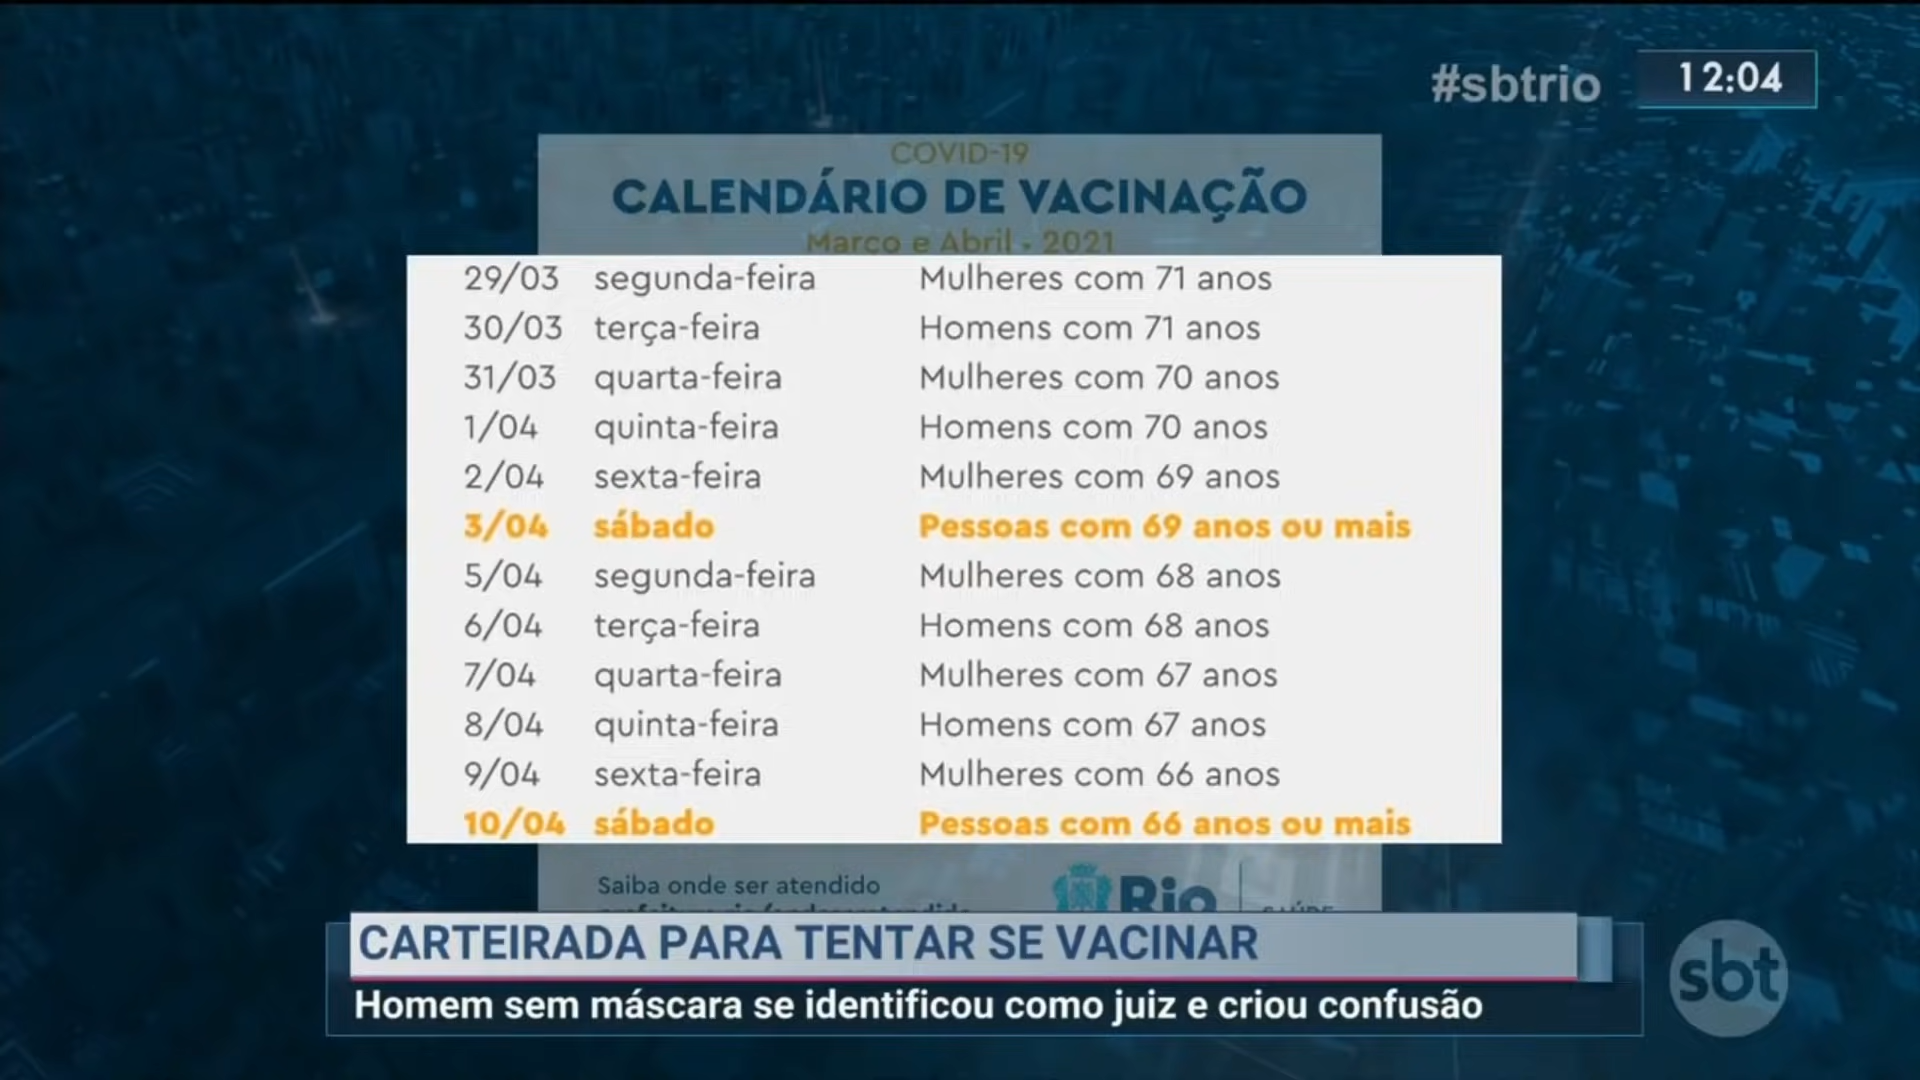 #sbtrio
12:04
COVID-19
CALENDÁRIO DE VACINAÇÃO
Março e Abril - 2021
29/03 segunda-feira Mulheres com 71 anos
30/03 terça-feira Homens com 71 anos
31/03 quarta-feira Mulheres com 70 anos
1/04 quinta-feira Homens com 70 anos
2/04 sexta-feira Mulheres com 69 anos
3/04 sábado Pessoas com 69 anos ou mais
5/04 segunda-feira Mulheres com 68 anos
6/04 terça-feira Homens com 68 anos
7/04 quarta-feira Mulheres com 67 anos
8/04 quinta-feira Homens com 67 anos
9/04 sexta-feira Mulheres com 66 anos
10/04 sábado Pessoas com 66 anos ou mais
Saiba onde ser atendido
Rio
SAÚDE
CARTEIRADA PARA TENTAR SE VACINAR
Homem sem máscara se identificou como juiz e criou confusão
sbt